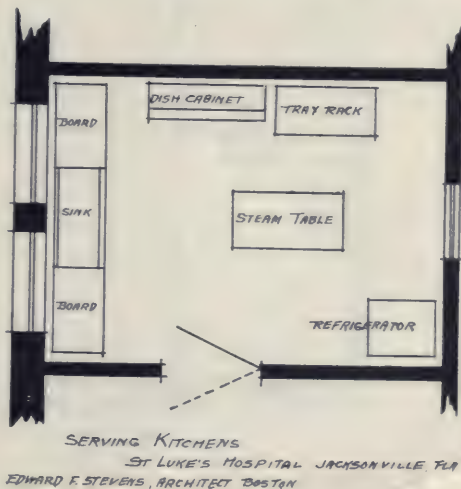 DISH CABINET
TRAY RACK
BOARD
SINK
STEAM TABLE
BOARD
REFRIGERATOR
SERVING KITCHENS
ST LUKE'S HOSPITAL JACKSONVILLE, FLA
EDWARD F. STEVENS, ARCHITECT BOSTON